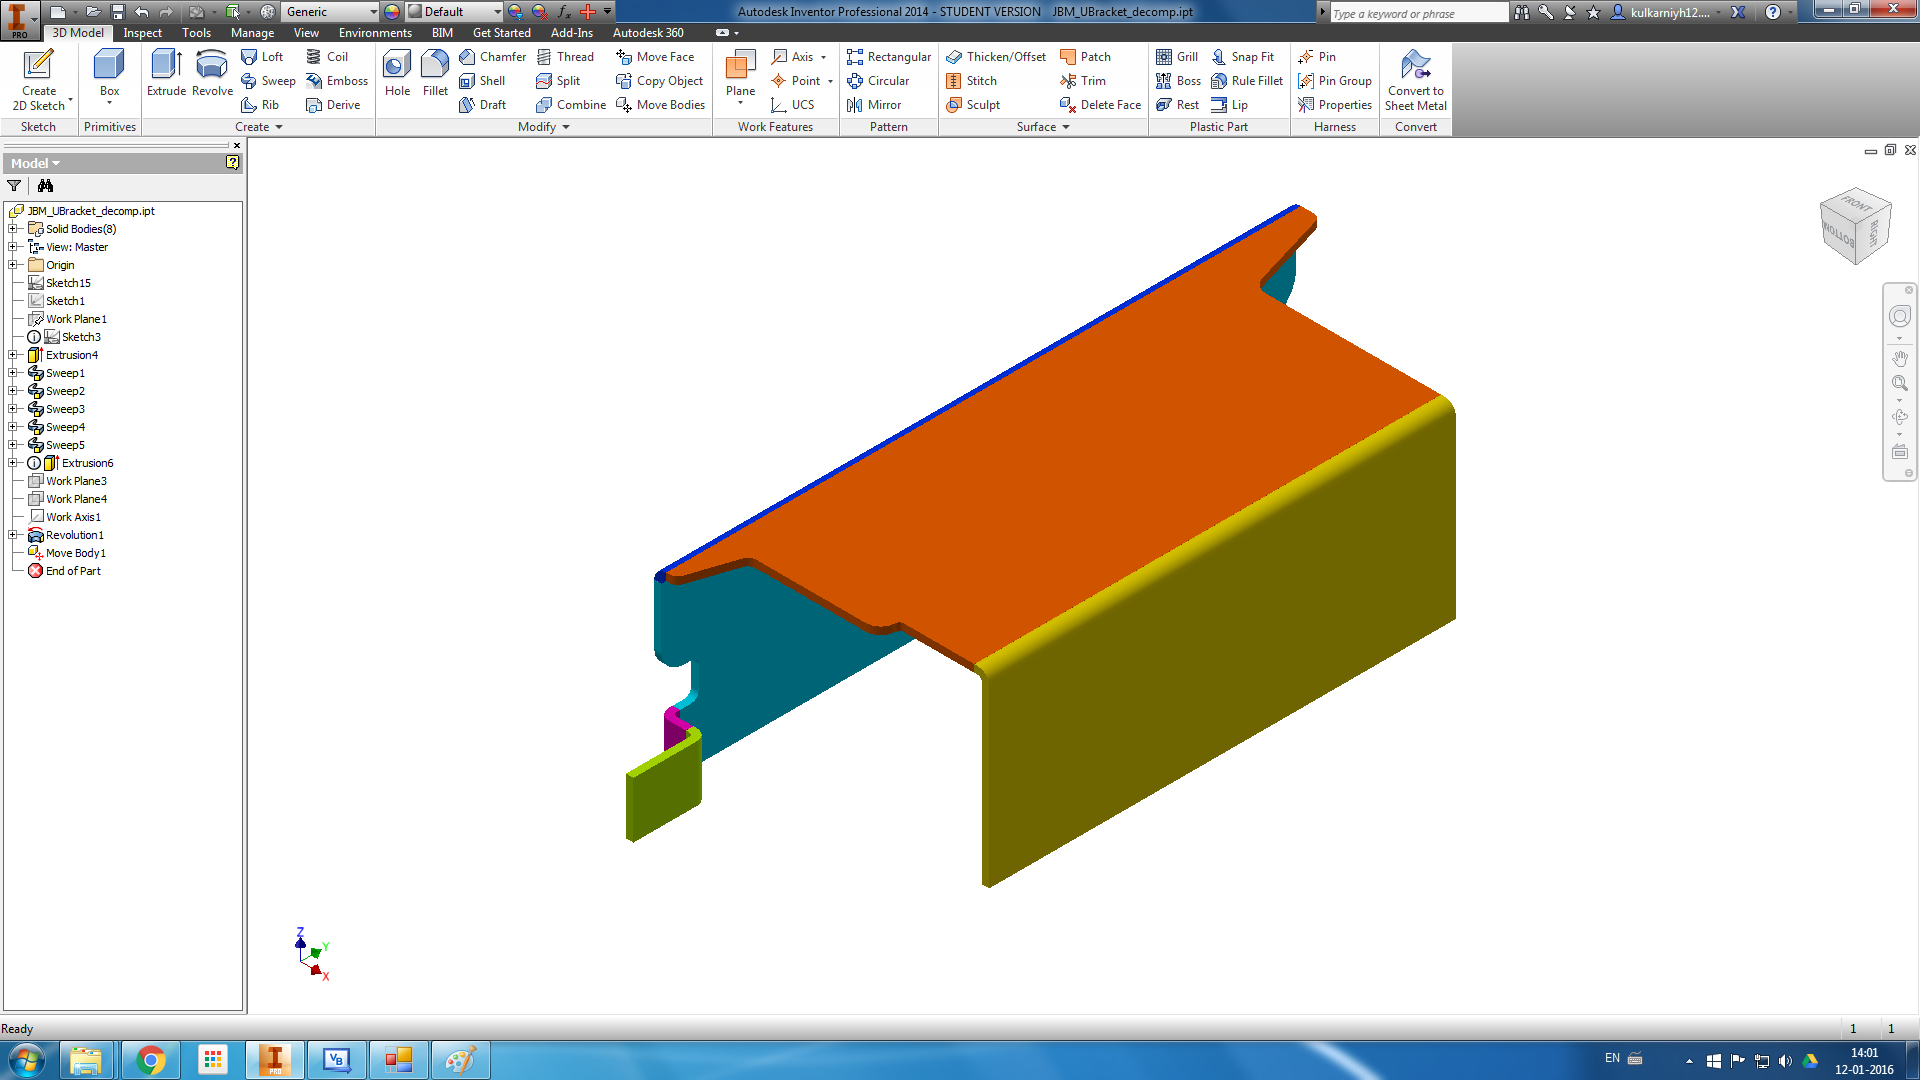 Generic Default Autodesk Inventor Professional 2014 - STUDENT VERSION JBM_UBracket_decomp.ipt Type a keyword or phrase kulkarniyh12....
PRO 3D Model Inspect Tools Manage View Environments BIM Get Started Add-Ins Autodesk 360
Create
2D Sketch
Box
Extrude Revolve
Loft Coil
Sweep Emboss
Rib Derive
Hole Fillet
Chamfer Thread Move Face
Shell Split Copy Object
Draft Combine Move Bodies
Plane
Axis
Point
UCS
Rectangular
Circular
Mirror
Thicken/Offset Patch
Stitch Trim
Sculpt Delete Face
Grill Snap Fit
Boss Rule Fillet
Rest Lip
Pin
Pin Group
Properties
Convert to
Sheet Metal
Sketch Primitives Create Modify Work Features Pattern Surface Plastic Part Harness Convert
Model
JBM_UBracket_decomp.ipt
Solid Bodies(8)
View: Master
Origin
Sketch15
Sketch1
Work Plane1
Sketch3
Extrusion4
Sweep1
Sweep2
Sweep3
Sweep4
Sweep5
Extrusion6
Work Plane3
Work Plane4
Work Axis1
Revolution1
Move Body1
End of Part
FRONT
BOTTOM
RIGHT
Z
Y
X
Ready 1 1
PRO
VB
EN
14:01
12-01-2016